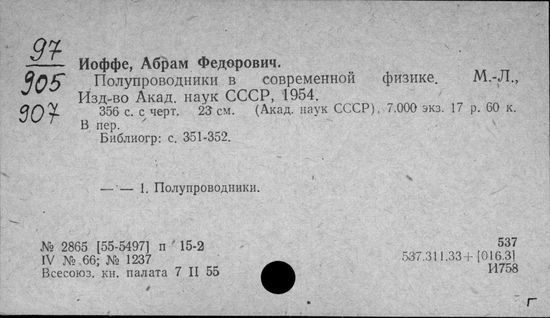 97
905
907
Иоффе, Абрам Федорович.
Полупроводники в современной физике. М.-Л.,
Изд-во Акад. наук СССР, 1954.
356 с. с черт. 23 см. (Акад. наук СССР). 7.000 экз. 17 р. 60 к.
В пер.
Библиогр: с. 351-352.
— — 1. Полупроводники.
№ 2865 [55-5497] п 15-2
IV № 66; № 1237
Всесоюз. кн. палата 7 II 55
537
537.311.33+[016.3]
И758
г